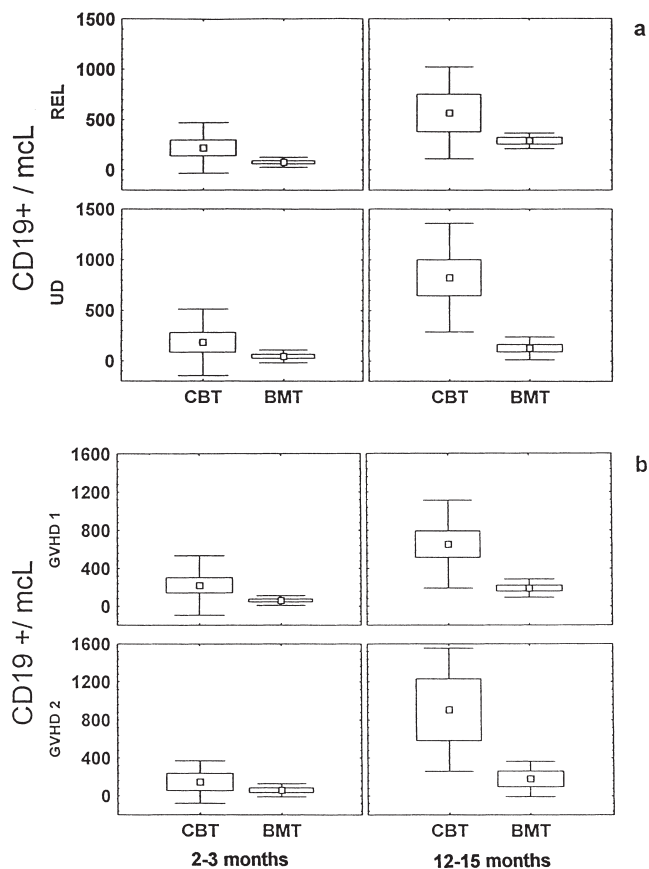 a
CD19+ / mcL
REL
1500
1000
500
0
UD
1500
1000
500
0
CBT BMT CBT BMT
b
CD19 +/ mcL
GVHD 1
1600
1200
800
400
0
GVHD 2
1600
1200
800
400
0
CBT BMT CBT BMT
2-3 months 12-15 months